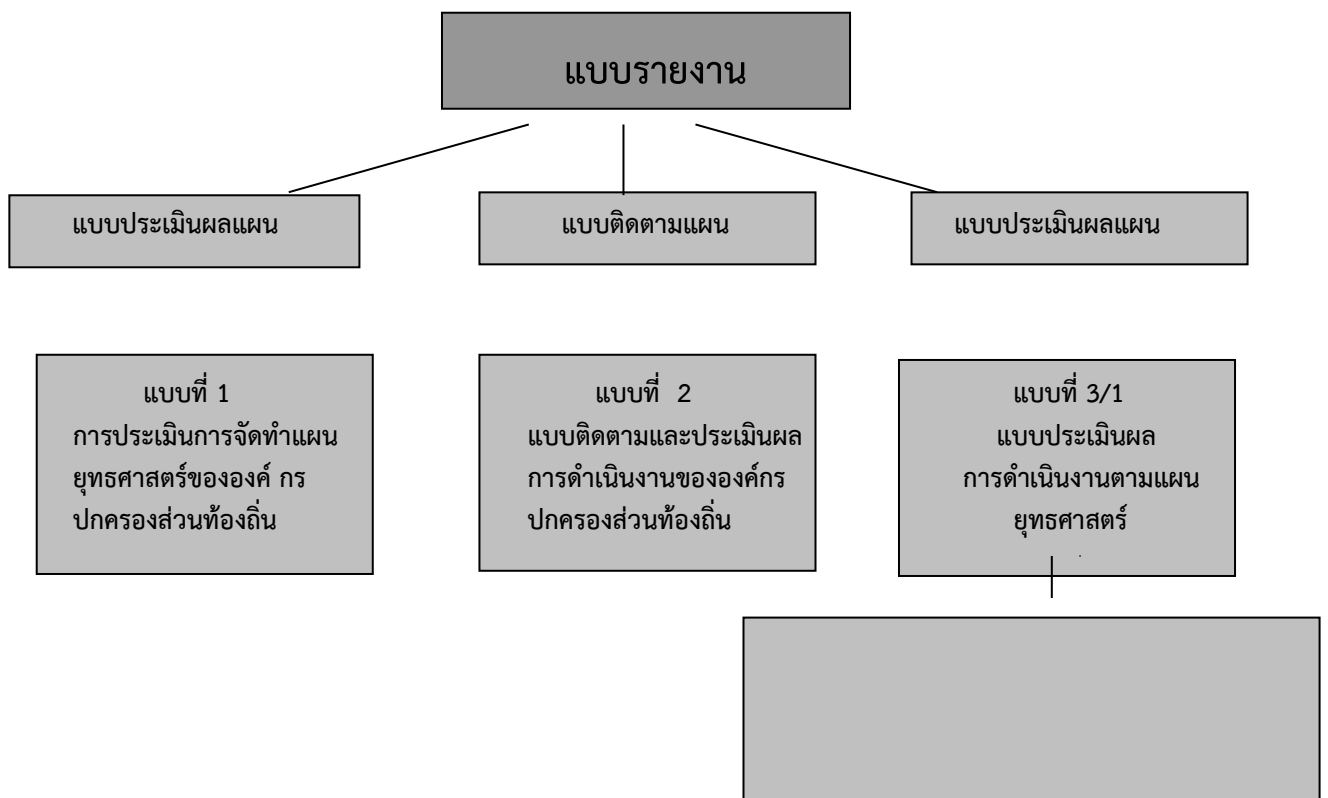 แบบรายงาน
แบบประเมินผลแผน
แบบติดตามแผน
แบบประเมินผลแผน
แบบที่ 1
การประเมินการจัดทำแผน
ยุทธศาสตร์ขององค์ กร
ปกครองส่วนท้องถิ่น
แบบที่ 2
แบบติดตามและประเมินผล
การดำเนินงานขององค์กร
ปกครองส่วนท้องถิ่น
แบบที่ 3/1
แบบประเมินผล
การดำเนินงานตามแผน
ยุทธศาสตร์